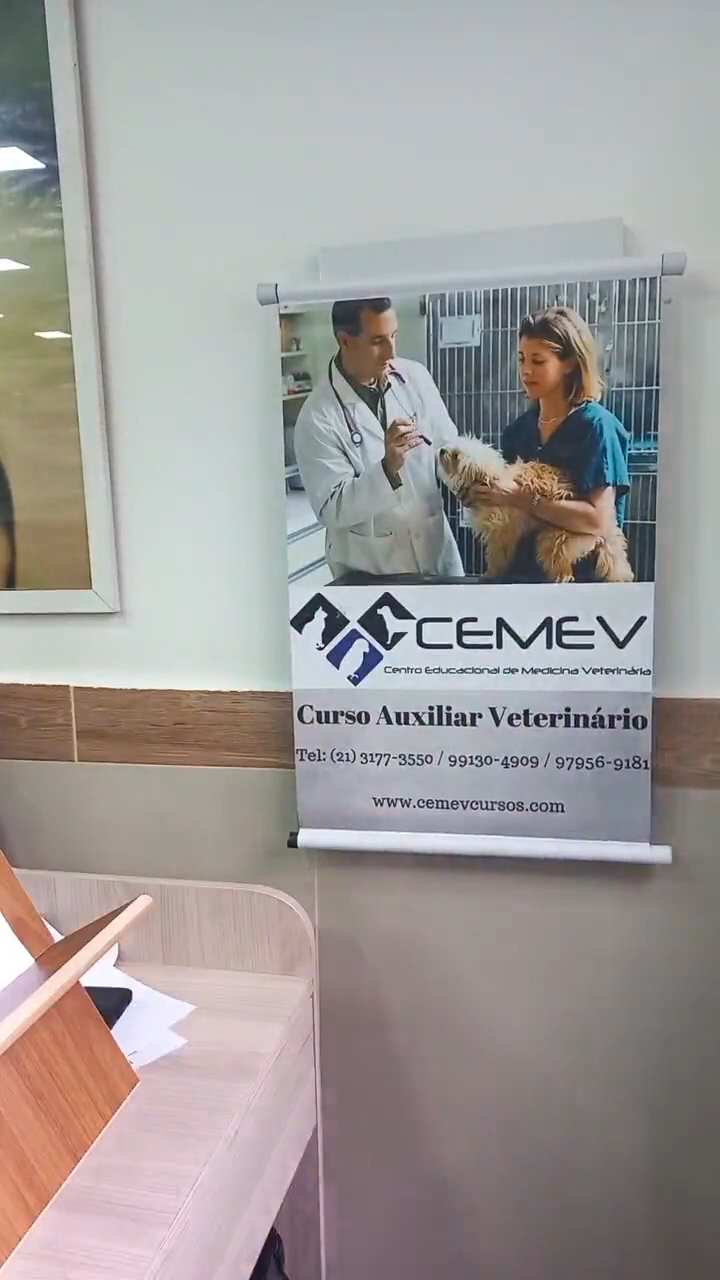 CEMEV
Centro Educacional de Medicina Veterinária
Curso Auxiliar Veterinário
Tel: (21) 3177-3550 / 99130-4909 / 97956-9181
www.cemevcursos.com